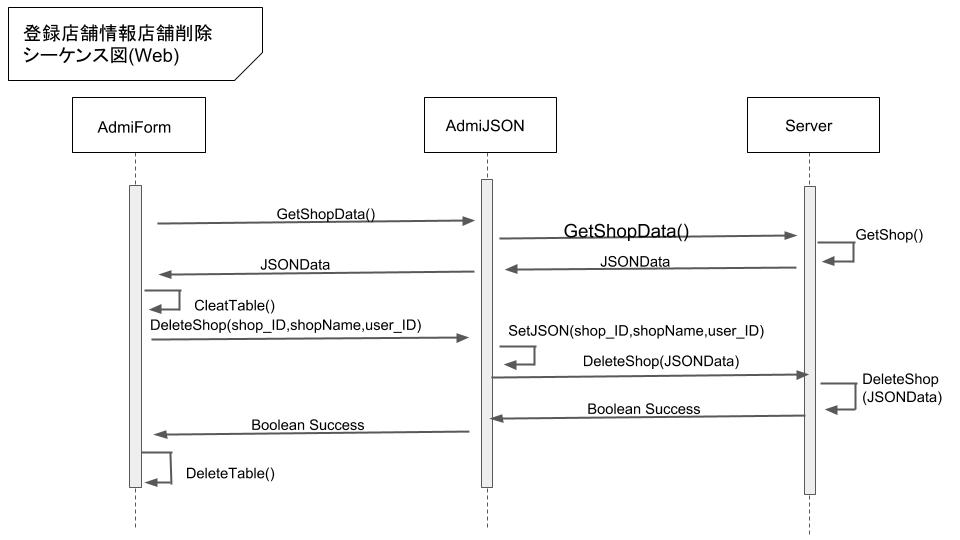 登録店舗情報店舗削除
シーケンス図(Web)
AdmiForm
AdmiJSON
Server
GetShopData()
GetShopData()
GetShop()
JSONData
JSONData
CleatTable()
DeleteShop(shop_ID,shopName,user_ID)
SetJSON(shop_ID,shopName,user_ID)
DeleteShop(JSONData)
DeleteShop
(JSONData)
Boolean Success
Boolean Success
DeleteTable()